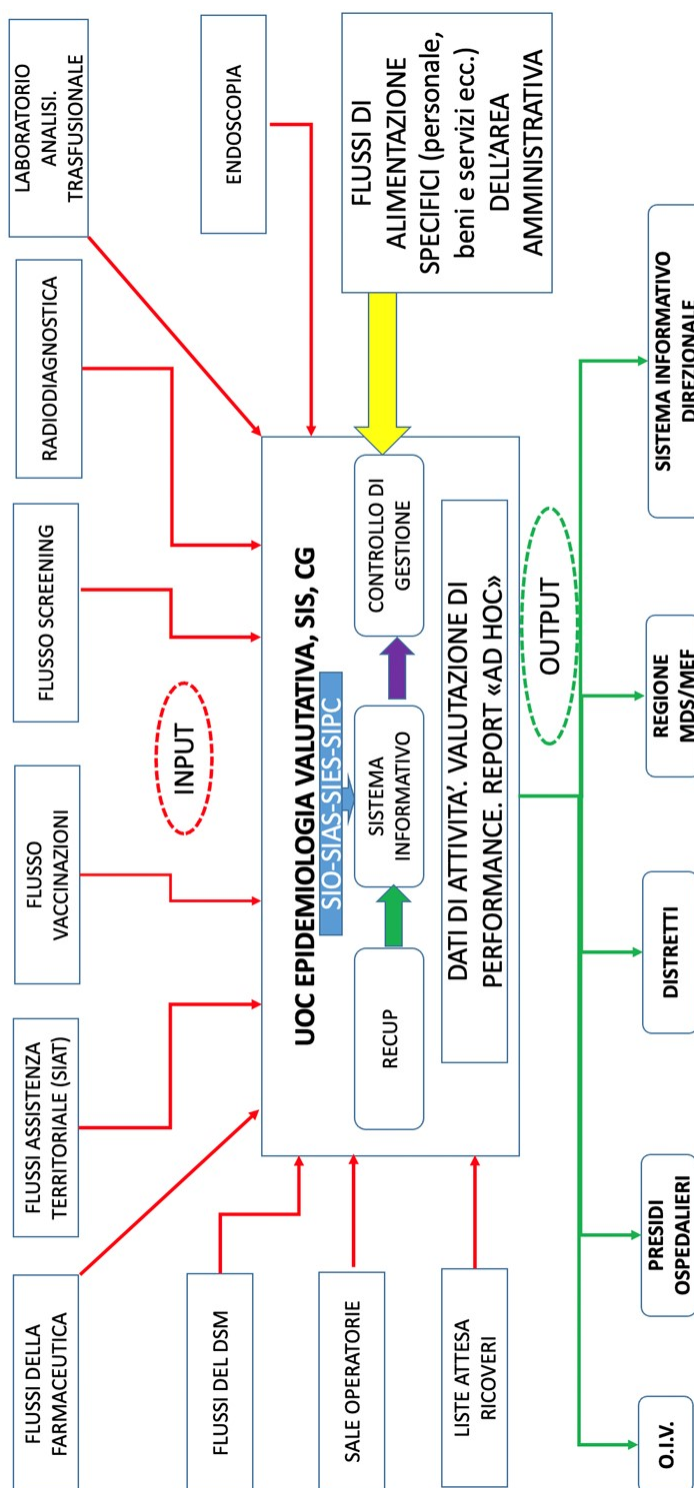 FLUSSI DELLA
FARMACEUTICA
FLUSSI ASSISTENZA
TERRITORIALE (SIAT)
FLUSSO
VACCINAZIONI
FLUSSO SCREENING
RADIODIAGNOSTICA
LABORATORIO
ANALISI.
TRASFUSIONALE
INPUT
ENDOSCOPIA
FLUSSI DEL DSM
SALE OPERATORIE
LISTE ATTESA
RICOVERI
UOC EPIDEMIOLOGIA VALUTATIVA, SIS, CG
SIO-SIAS-SIES-SIPC
RECUP
SISTEMA
INFORMATIVO
CONTROLLO DI
GESTIONE
DATI DI ATTIVITA’. VALUTAZIONE DI
PERFORMANCE. REPORT «AD HOC»
FLUSSI DI
ALIMENTAZIONE
SPECIFICI (personale,
beni e servizi ecc.)
DELL’AREA
AMMINISTRATIVA
OUTPUT
O.I.V.
PRESIDI
OSPEDALIERI
DISTRETTI
REGIONE
MDS/MEF
SISTEMA INFORMATIVO
DIREZIONALE